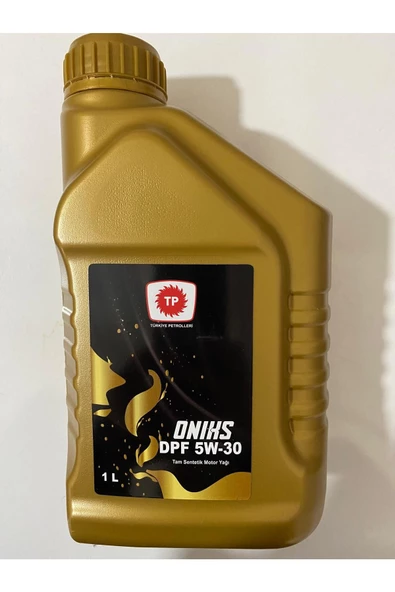 TP
TÜRKİYE PETROLLERİ
ONIKS
DPF 5W-30
Tam Sentetik Motor Yağı
1 L